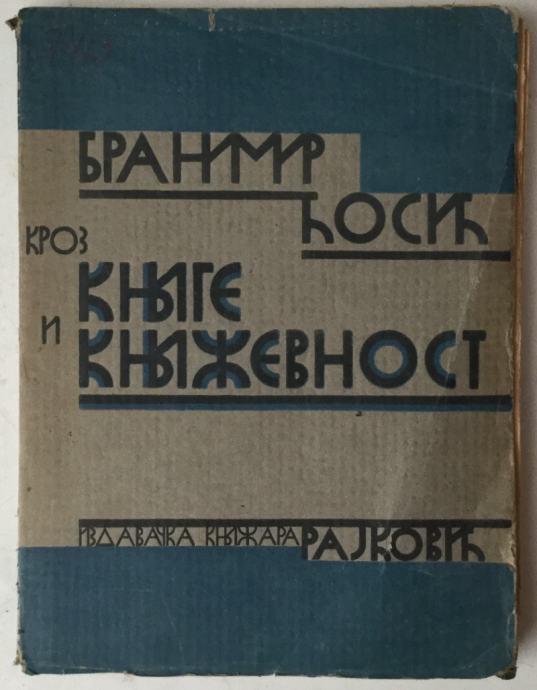 БРАНИМИР
ЋОСИЋ
КРОЗ
КЊИГЕ
И
КЊИЖЕВНОСТ
ИЗДАВАЧКА КЊИЖАРА
РАЈКОВИЋ